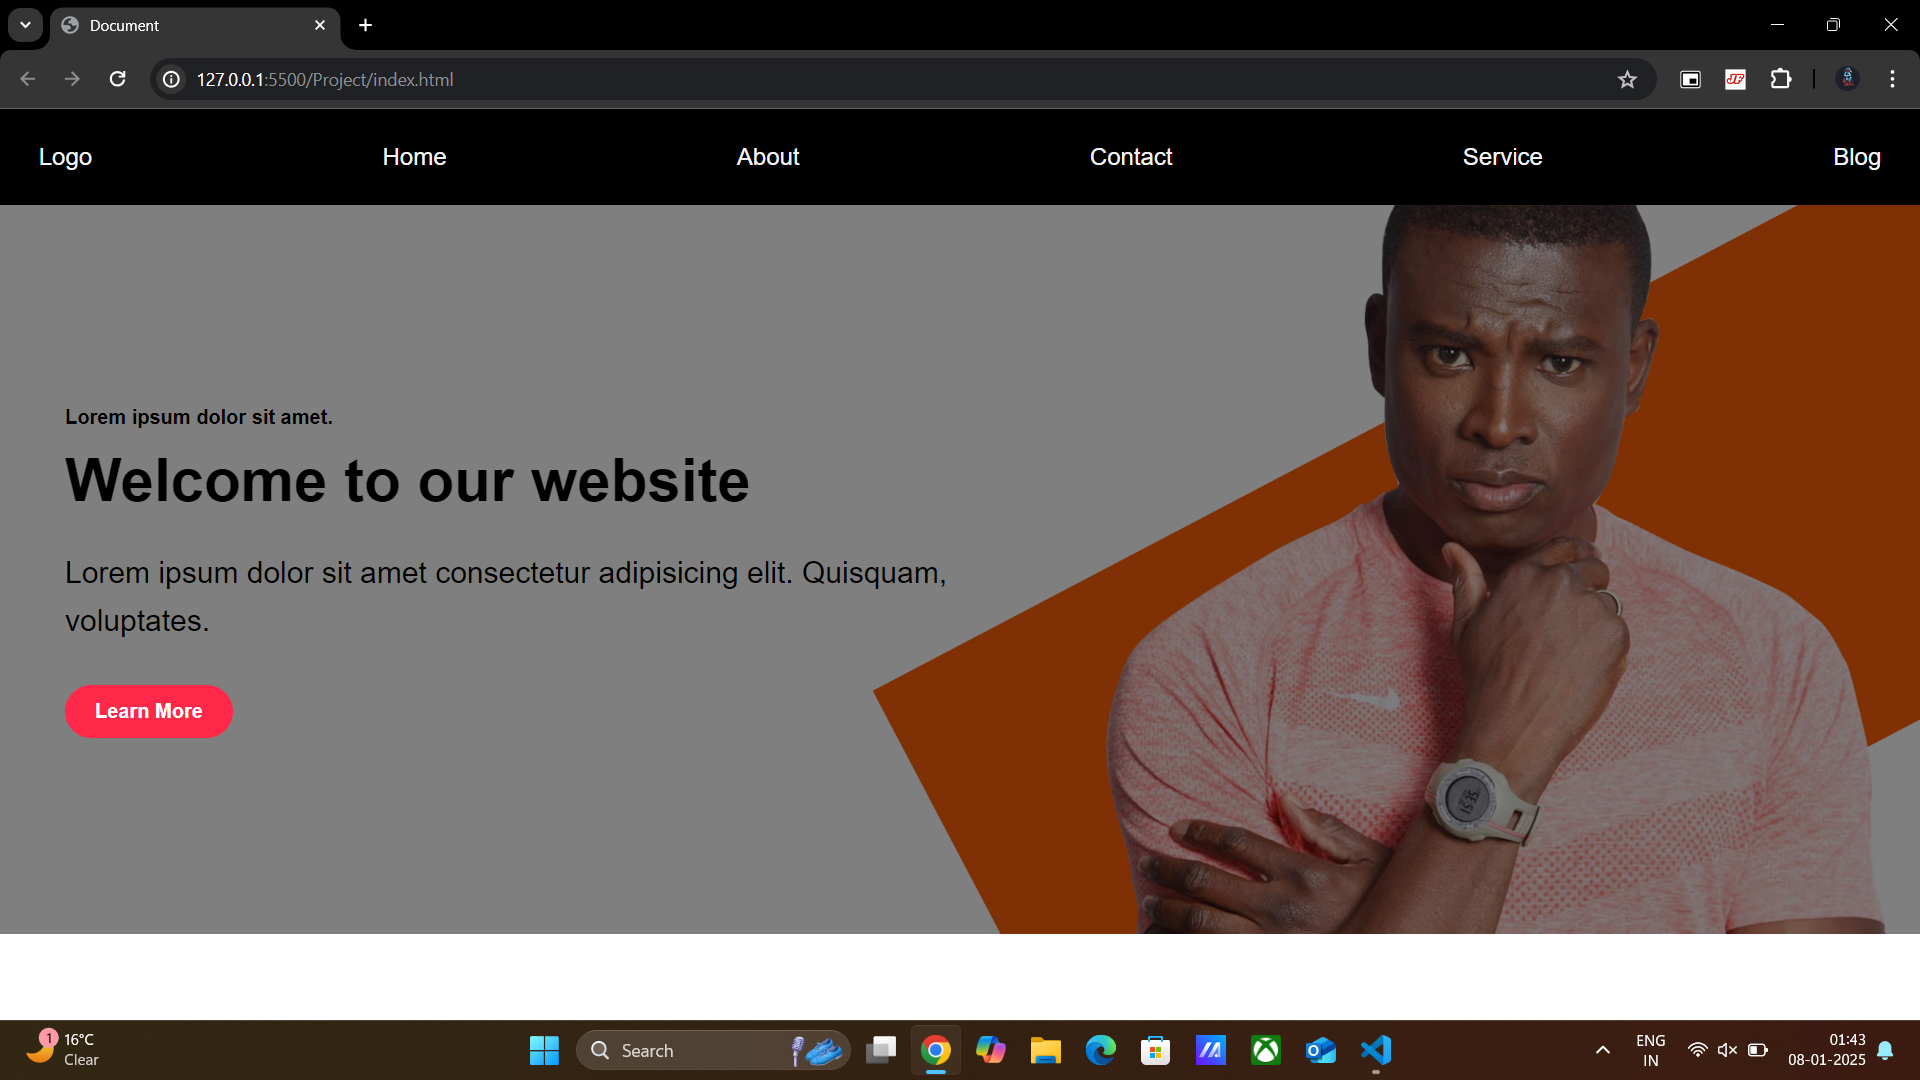 Document
127.0.0.1:5500/Project/index.html
Logo Home About Contact Service Blog
Lorem ipsum dolor sit amet.
Welcome to our website
Lorem ipsum dolor sit amet consectetur adipisicing elit. Quisquam,
voluptates.
Learn More
1
16°C
Clear
Search
ENG
IN
01:43
08-01-2025